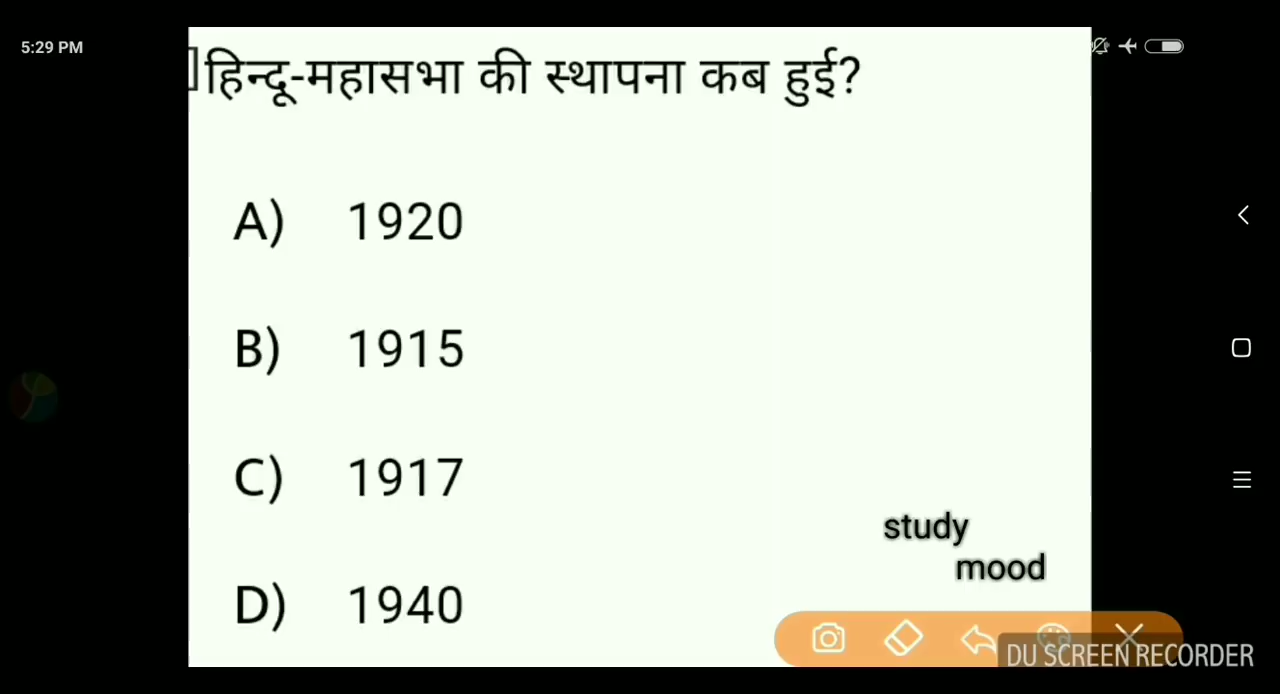 5:29 PM
हिन्दू-महासभा की स्थापना कब हुई?
A) 1920
B) 1915
C) 1917
study
mood
D) 1940
DU SCREEN RECORDER